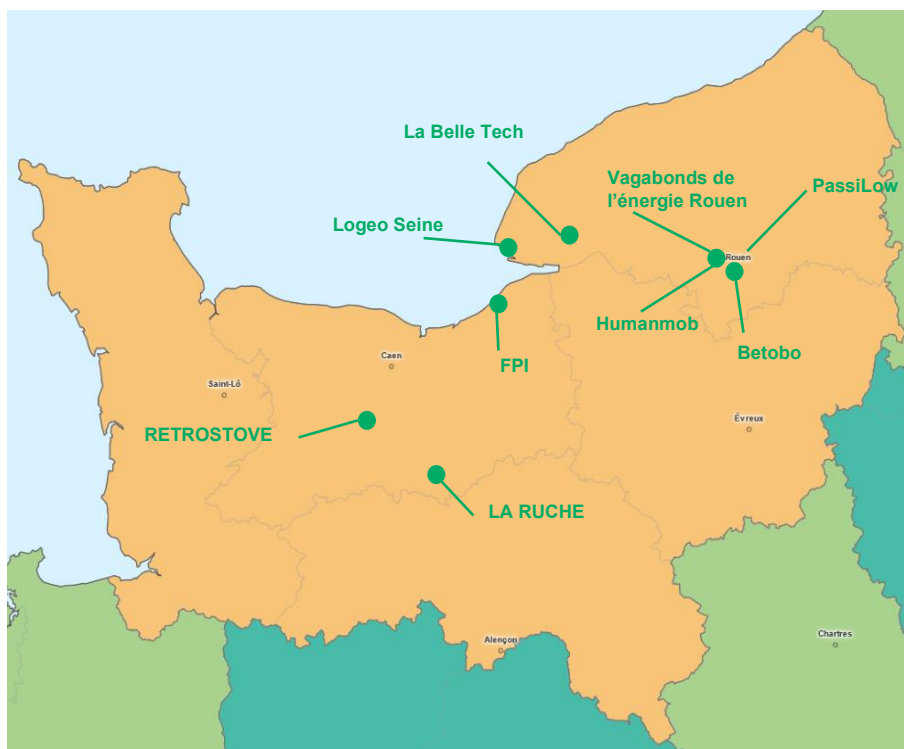 La Belle Tech
Vagabonds de
l'énergie Rouen
PassiLow
Logeo Seine
Rouen
Humanmob
Betobo
FPI
Caen
Saint-Lô
Évreux
RETROSTOVE
LA RUCHE
Alençon
Chartres